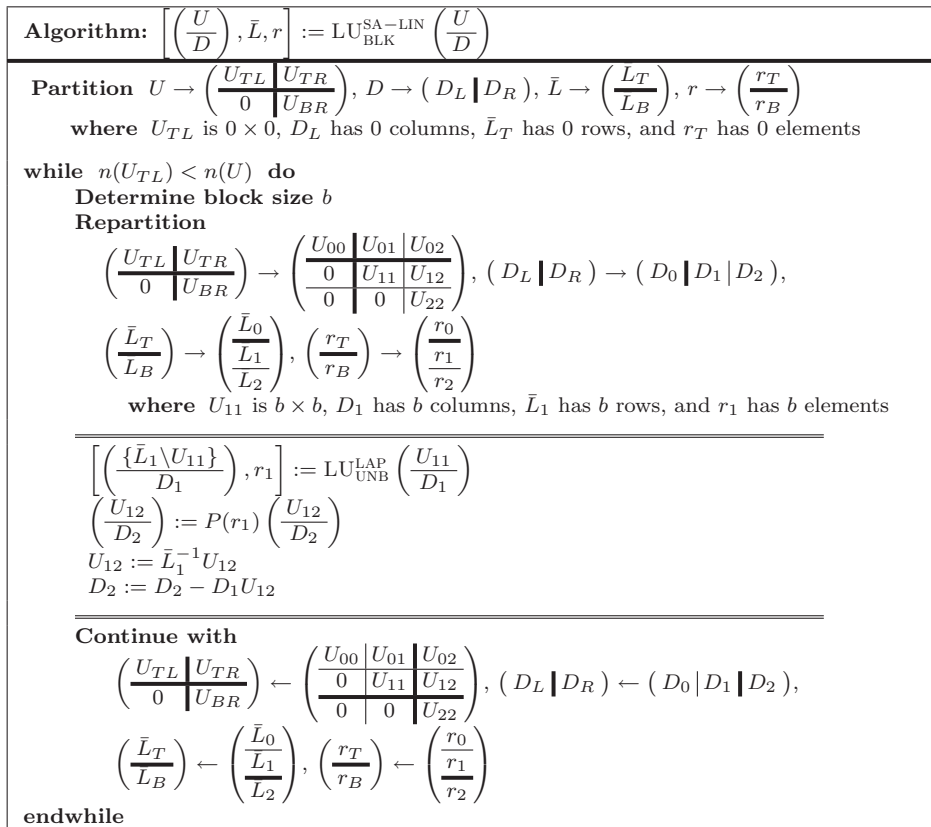 Algorithm: [(U / D), L̄, r] := LU_BLK^{SA−LIN} (U / D)
Partition U → (U_TL | U_TR / 0 | U_BR), D → ( D_L | D_R ), L̄ → (L̄_T / L̄_B), r → (r_T / r_B)
where U_TL is 0 × 0, D_L has 0 columns, L̄_T has 0 rows, and r_T has 0 elements
while n(U_TL) < n(U) do
Determine block size b
Repartition
(U_TL | U_TR / 0 | U_BR) → (U_00 | U_01 | U_02 / 0 | U_11 | U_12 / 0 | 0 | U_22), ( D_L | D_R ) → ( D_0 | D_1 | D_2 ),
(L̄_T / L̄_B) → (L̄_0 / L̄_1 / L̄_2), (r_T / r_B) → (r_0 / r_1 / r_2)
where U_11 is b × b, D_1 has b columns, L̄_1 has b rows, and r_1 has b elements
[({L̄_1\U_11} / D_1), r_1] := LU_UNB^{LAP} (U_11 / D_1)
(U_12 / D_2) := P(r_1) (U_12 / D_2)
U_12 := L̄_1^{−1} U_12
D_2 := D_2 − D_1U_12
Continue with
(U_TL | U_TR / 0 | U_BR) ← (U_00 | U_01 | U_02 / 0 | U_11 | U_12 / 0 | 0 | U_22), ( D_L | D_R ) ← ( D_0 | D_1 | D_2 ),
(L̄_T / L̄_B) ← (L̄_0 / L̄_1 / L̄_2), (r_T / r_B) ← (r_0 / r_1 / r_2)
endwhile